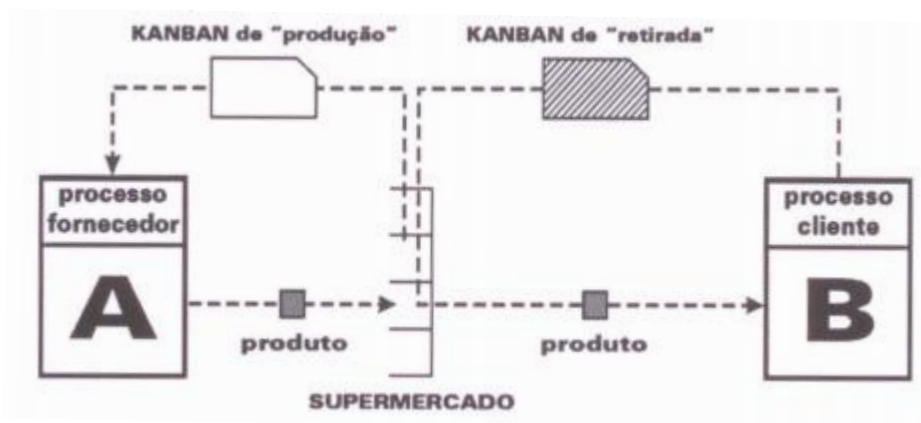 KANBAN de "produção"
KANBAN de "retirada"
processo
fornecedor
A
processo
cliente
B
produto
produto
SUPERMERCADO